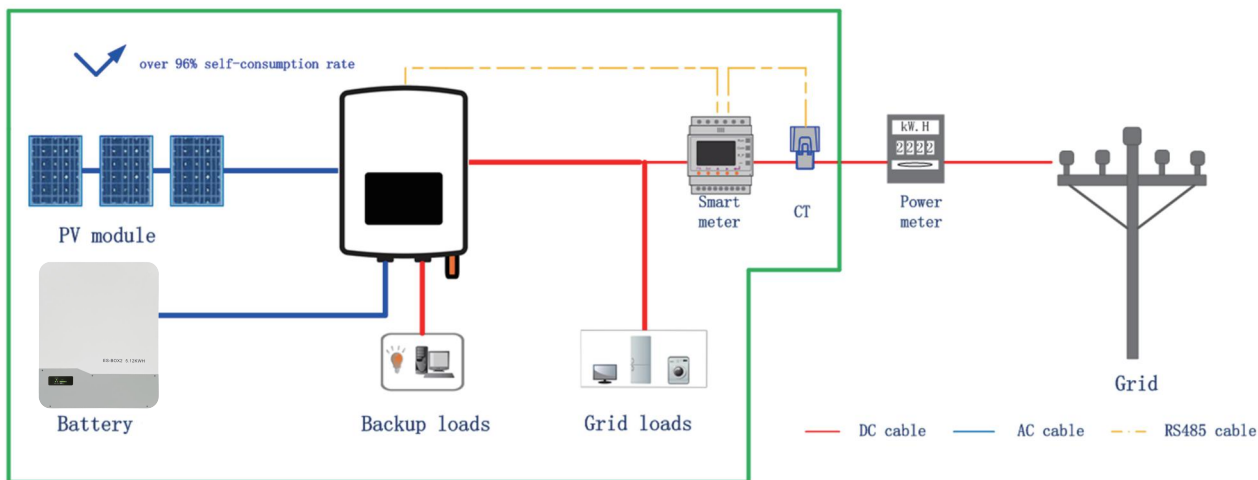 over 96% self-consumption rate
kW.H
2222
Smart
meter
CT
Power
meter
PV module
Battery
Backup loads
Grid loads
Grid
DC cable
AC cable
RS485 cable